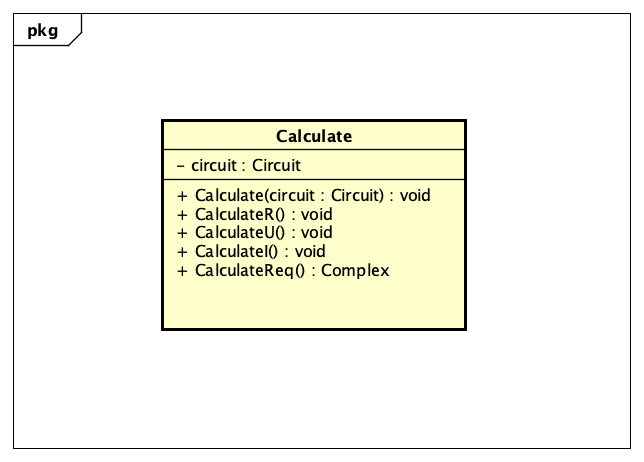 pkg
Calculate
- circuit : Circuit
+ Calculate(circuit : Circuit) : void
+ CalculateR() : void
+ CalculateU() : void
+ CalculateI() : void
+ CalculateReq() : Complex